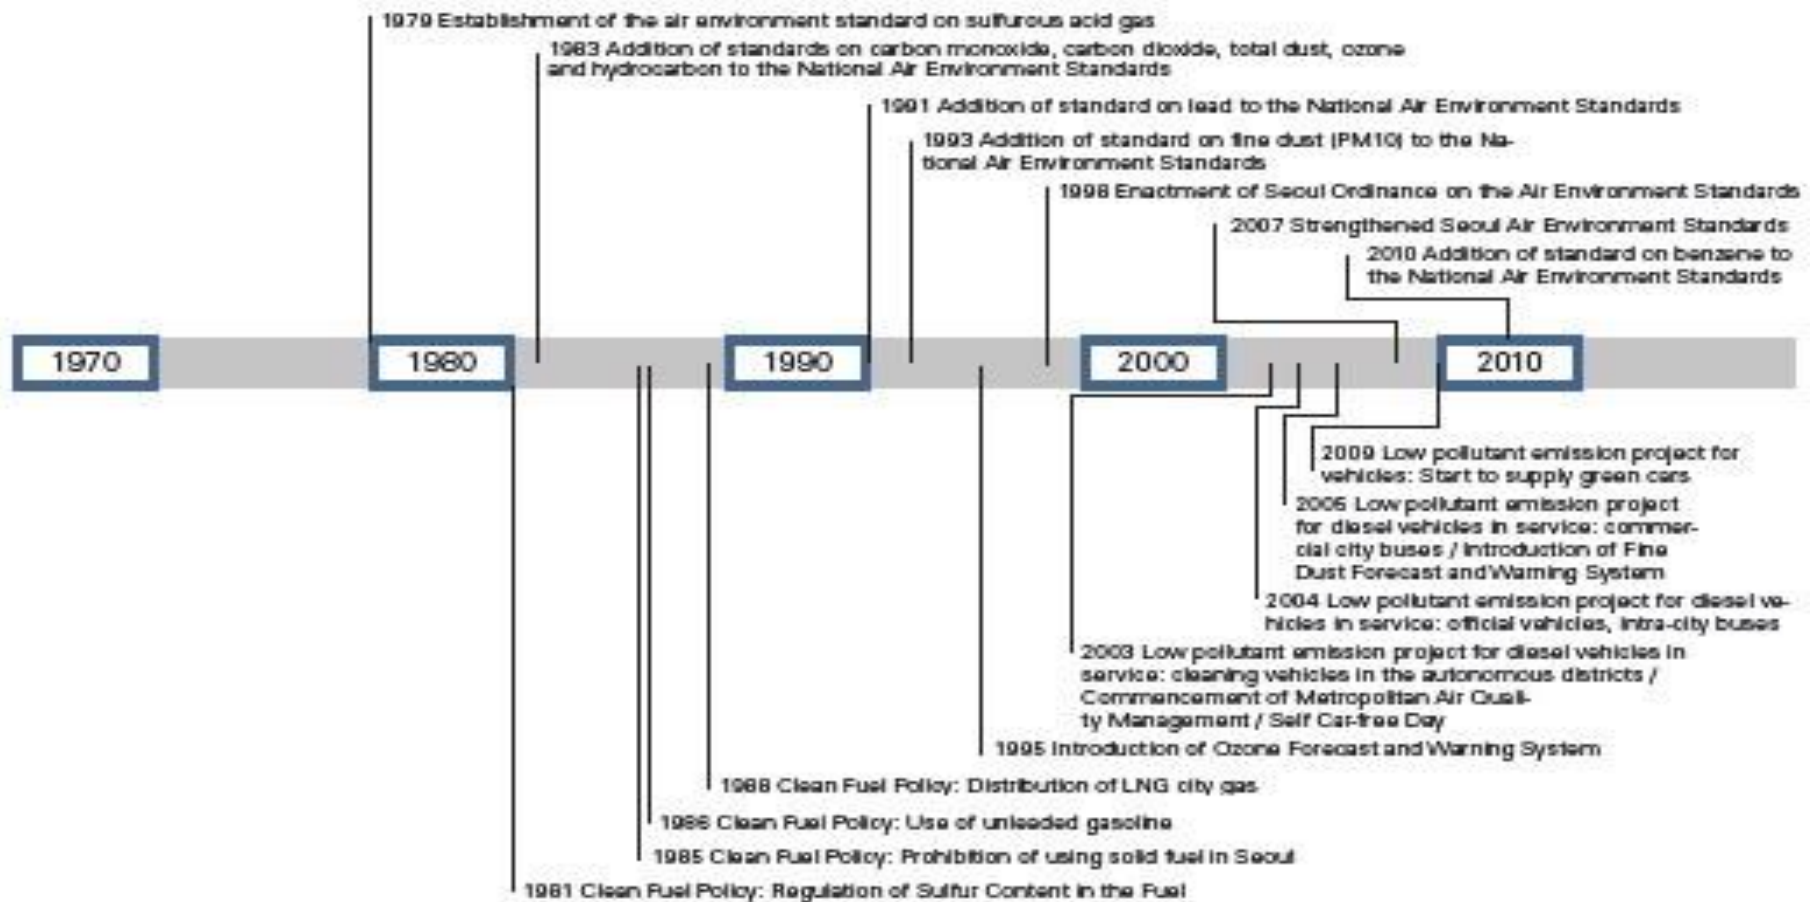 1979 Establishment of the air environment standard on sulfurous acid gas
1983 Addition of standards on carbon monoxide, carbon dioxide, total dust, ozone
and hydrocarbon to the National Air Environment Standards
1991 Addition of standard on lead to the National Air Environment Standards
1993 Addition of standard on fine dust (PM10) to the Na-
tional Air Environment Standards
1998 Enactment of Seoul Ordinance on the Air Environment Standards
2007 Strengthened Seoul Air Environment Standards
2010 Addition of standard on benzene to
the National Air Environment Standards
1970
1980
1990
2000
2010
2009 Low pollutant emission project for
vehicles: Start to supply green cars
2005 Low pollutant emission project
for diesel vehicles in service: commer-
cial city buses / Introduction of Fine
Dust Forecast and Warning System
2004 Low pollutant emission project for diesel ve-
hicles in service: official vehicles, intra-city buses
2003 Low pollutant emission project for diesel vehicles in
service: cleaning vehicles in the autonomous districts /
Commencement of Metropolitan Air Quali-
ty Management / Self Car-free Day
1995 Introduction of Ozone Forecast and Warning System
1988 Clean Fuel Policy: Distribution of LNG city gas
1986 Clean Fuel Policy: Use of unleaded gasoline
1985 Clean Fuel Policy: Prohibition of using solid fuel in Seoul
1981 Clean Fuel Policy: Regulation of Sulfur Content in the Fuel